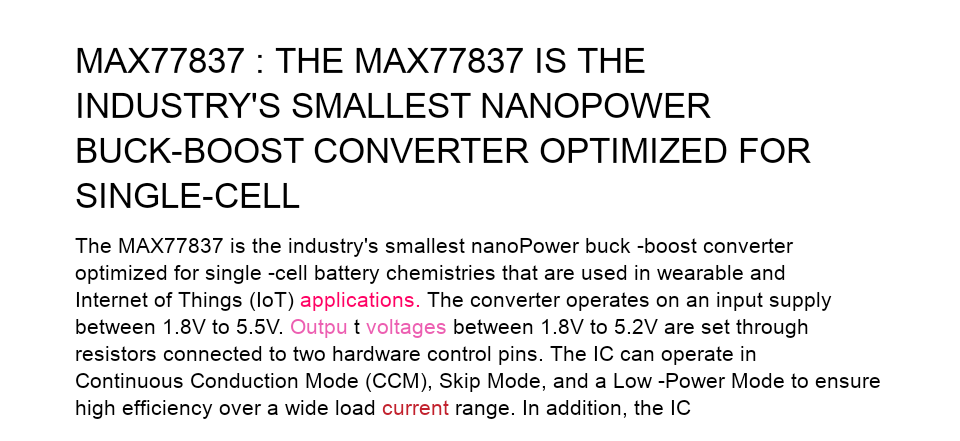 MAX77837 : THE MAX77837 IS THE
INDUSTRY'S SMALLEST NANOPOWER
BUCK-BOOST CONVERTER OPTIMIZED FOR
SINGLE-CELL
The MAX77837 is the industry's smallest nanoPower buck -boost converter
optimized for single -cell battery chemistries that are used in wearable and
Internet of Things (IoT) applications. The converter operates on an input supply
between 1.8V to 5.5V. Outpu t voltages between 1.8V to 5.2V are set through
resistors connected to two hardware control pins. The IC can operate in
Continuous Conduction Mode (CCM), Skip Mode, and a Low -Power Mode to ensure
high efficiency over a wide load current range. In addition, the IC